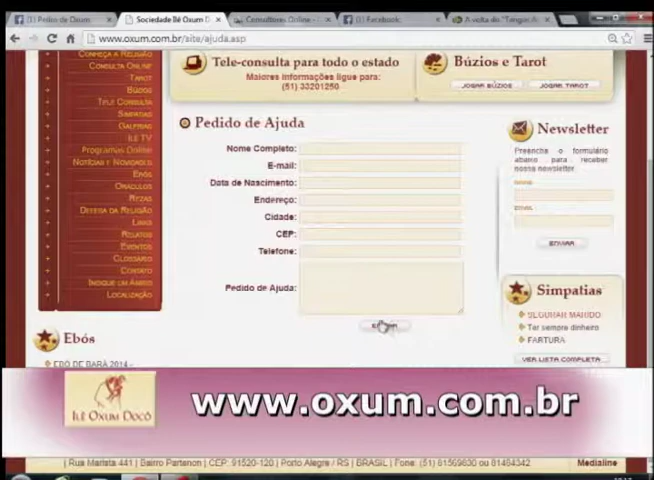 Pedido de Oxum
Sociedade Ilê Oxum D
Consultores Online -
Facebook
A volta do "Tangos A
www.oxum.com.br/site/ajuda.asp
CONHEÇA A RELIGIÃO
CONSULTA ONLINE
TAROT
BÚZIOS
TELE CONSULTA
SIMPATIAS
GALERIAS
ILÊ TV
Programas Online
NOTÍCIAS E NOVIDADES
EBÓS
ORÁCULOS
REZAS
DEFESA DA RELIGIÃO
LINKS
RELATOS
EVENTOS
GLOSSÁRIO
CONTATO
INDIQUE UM AMIGO
LOCALIZAÇÃO
Tele-consulta para todo o estado
Maiores informações ligue para:
(51) 33201250
Búzios e Tarot
JOGAR BÚZIOS
JOGAR TAROT
Pedido de Ajuda
Nome Completo:
E-mail:
Data de Nascimento:
Endereço:
Cidade:
CEP:
Telefone:
Pedido de Ajuda:
Newsletter
Preencha o formulário
abaixo para receber
nossa newsletter.
NOME
EMAIL
ENVIAR
Simpatias
SEGURAR MARIDO
Ter sempre dinheiro
FARTURA
VER LISTA COMPLETA
Ebós
EBÓ DE BARÁ 2014 -
ILÊ OXUM DOCÔ
www.oxum.com.br
| Rua Marista 441 | Bairro Partenon | CEP: 91520-120 | Porto Alegre / RS | BRASIL | Fone: (51) 81569630 ou 81484342
Medialine